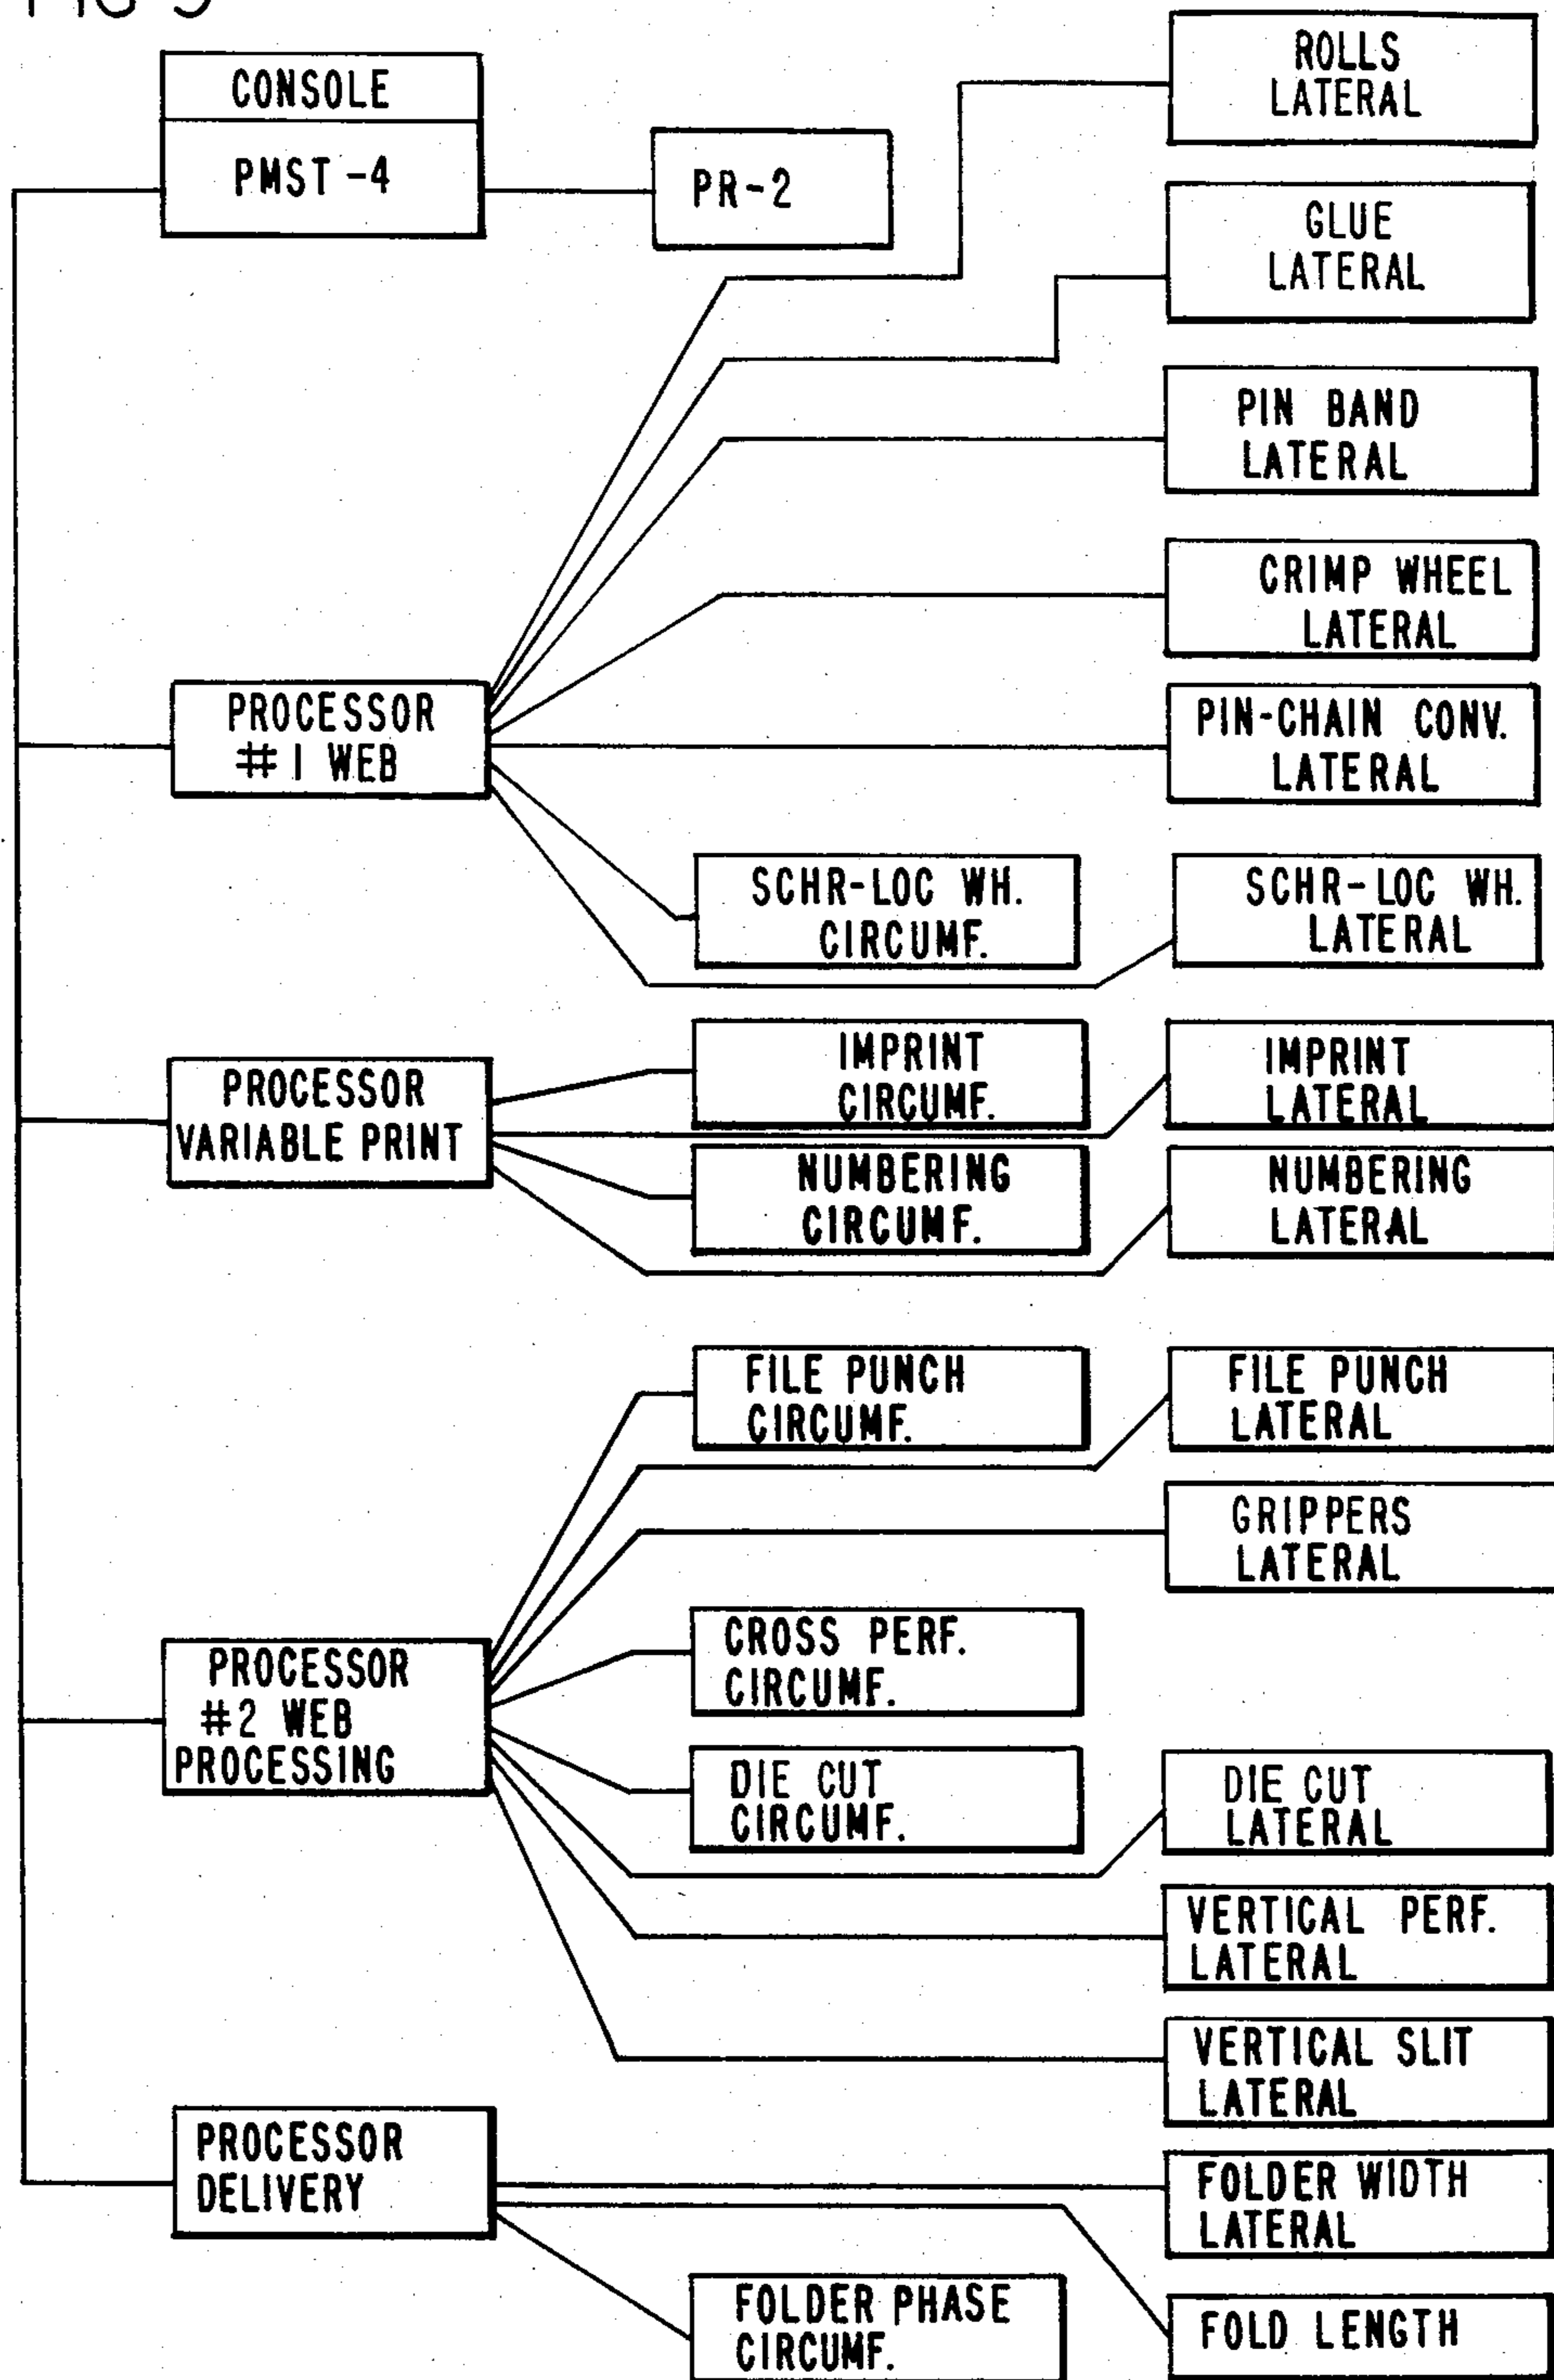 CONSOLE
PMST-4
PR-2
ROLLS
LATERAL
GLUE
LATERAL
PIN BAND
LATERAL
CRIMP WHEEL
LATERAL
PROCESSOR
#1 WEB
PIN-CHAIN CONV.
LATERAL
SCHR-LOC WH.
CIRCUMF.
SCHR-LOC WH.
LATERAL
PROCESSOR
VARIABLE PRINT
IMPRINT
CIRCUMF.
IMPRINT
LATERAL
NUMBERING
CIRCUMF.
NUMBERING
LATERAL
FILE PUNCH
CIRCUMF.
FILE PUNCH
LATERAL
GRIPPERS
LATERAL
PROCESSOR
#2 WEB
PROCESSING
CROSS PERF.
CIRCUMF.
DIE CUT
CIRCUMF.
DIE CUT
LATERAL
VERTICAL PERF.
LATERAL
VERTICAL SLIT
LATERAL
PROCESSOR
DELIVERY
FOLDER WIDTH
LATERAL
FOLDER PHASE
CIRCUMF.
FOLD LENGTH